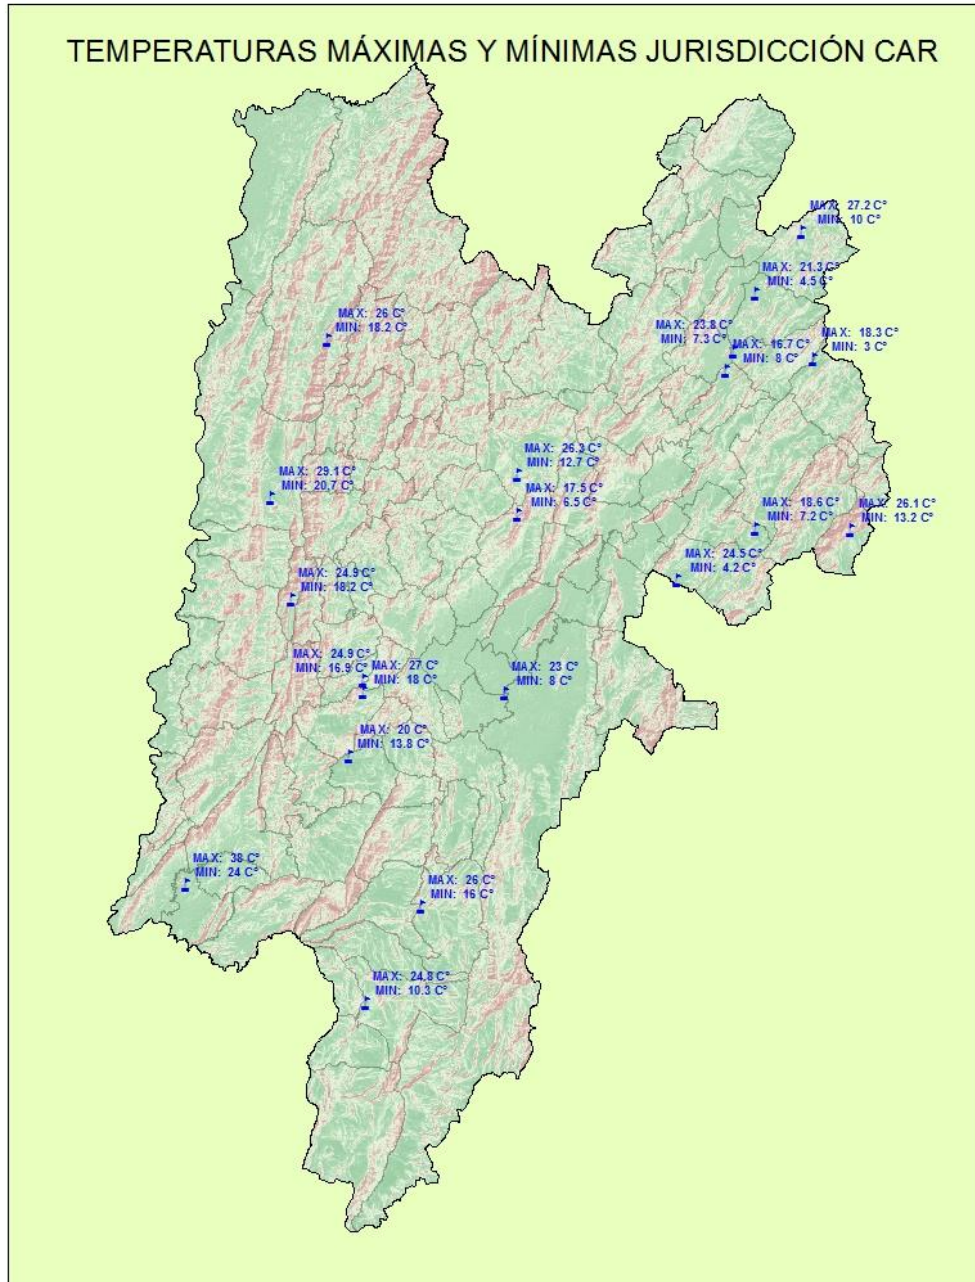 TEMPERATURAS MÁXIMAS Y MÍNIMAS JURISDICCIÓN CAR
MAX: 27.2 C°
MIN: 10 C°
MAX: 21.3 C°
MIN: 4.5 C°
MAX: 26 C°
MIN: 18.2 C°
MAX: 23.8 C°
MIN: 7.3 C°
MAX: 16.7 C°
MIN: 8 C°
MAX: 18.3 C°
MIN: 3 C°
MAX: 26.3 C°
MIN: 12.7 C°
MAX: 29.1 C°
MIN: 20,7 C°
MAX: 17.5 C°
MIN: 6.5 C°
MAX: 18.6 C°
MIN: 7.2 C°
MAX: 26.1 C°
MIN: 13.2 C°
MAX: 24.5 C°
MIN: 4.2 C°
MAX: 24.9 C°
MIN: 18.2 C°
MAX: 24.9 C°
MIN: 16.9 C°
MAX: 27 C°
MIN: 18 C°
MAX: 23 C°
MIN: 8 C°
MAX: 20 C°
MIN: 13.8 C°
MAX: 38 C°
MIN: 24 C°
MAX: 26 C°
MIN: 16 C°
MAX: 24.8 C°
MIN: 10.3 C°